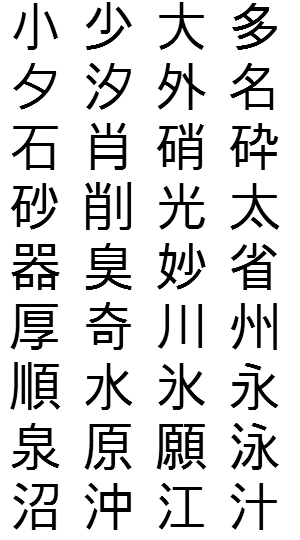 小少大多
夕汐外名
石肖硝砕
砂削光太
器臭妙省
厚奇川州
順水氷永
泉原願泳
沼沖江汁